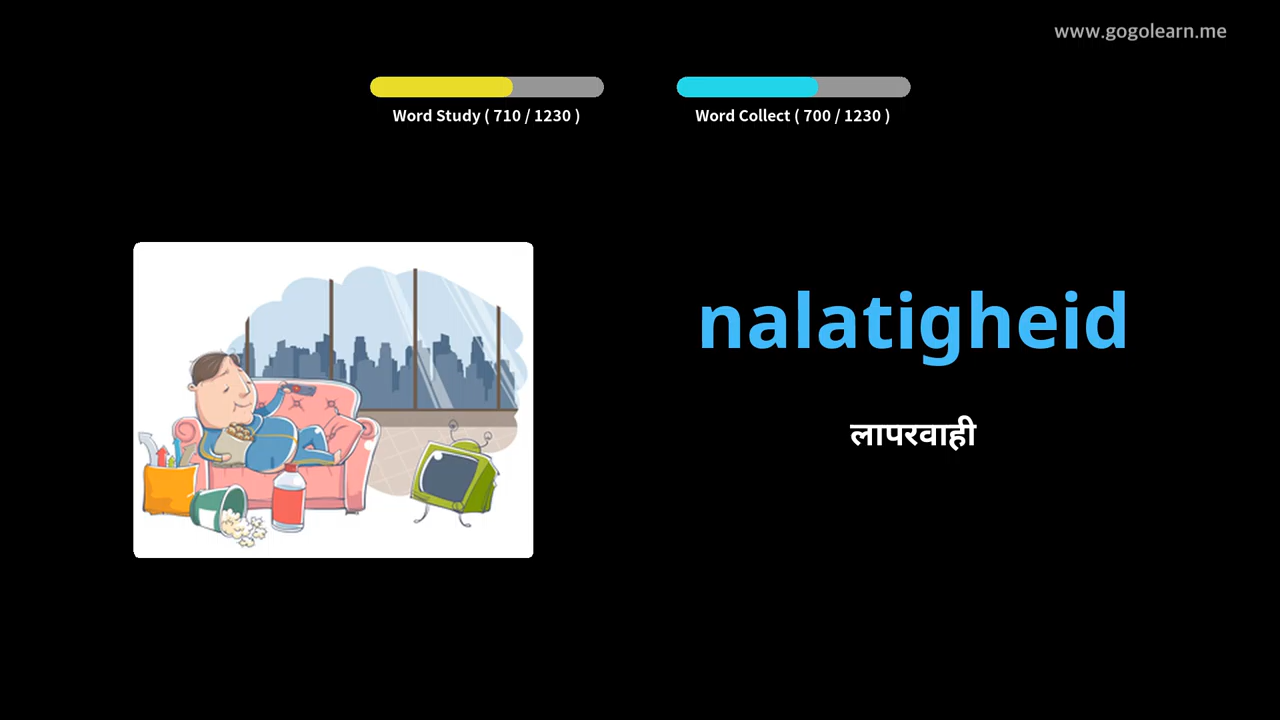 www.gogolearn.me
Word Study ( 710 / 1230 )
Word Collect ( 700 / 1230 )
nalatigheid
लापरवाही